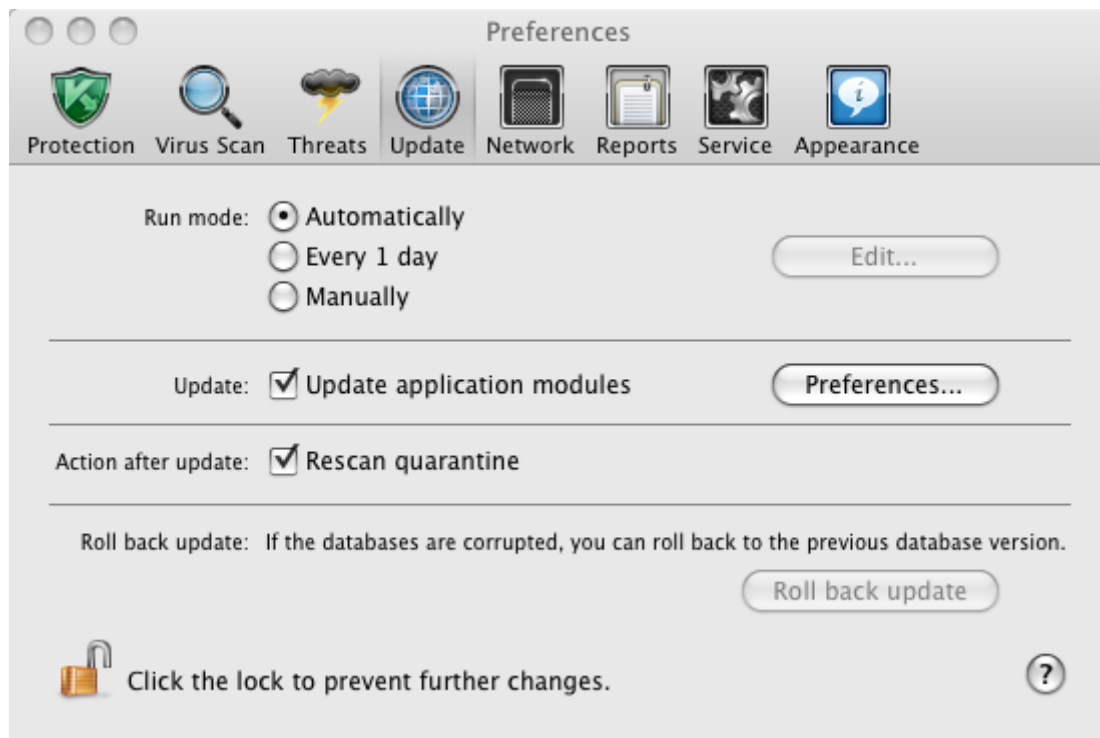 Preferences
Protection Virus Scan Threats Update Network Reports Service Appearance
Run mode: Automatically
Every 1 day Edit...
Manually
Update: Update application modules Preferences...
Action after update: Rescan quarantine
Roll back update: If the databases are corrupted, you can roll back to the previous database version.
Roll back update
Click the lock to prevent further changes. ?